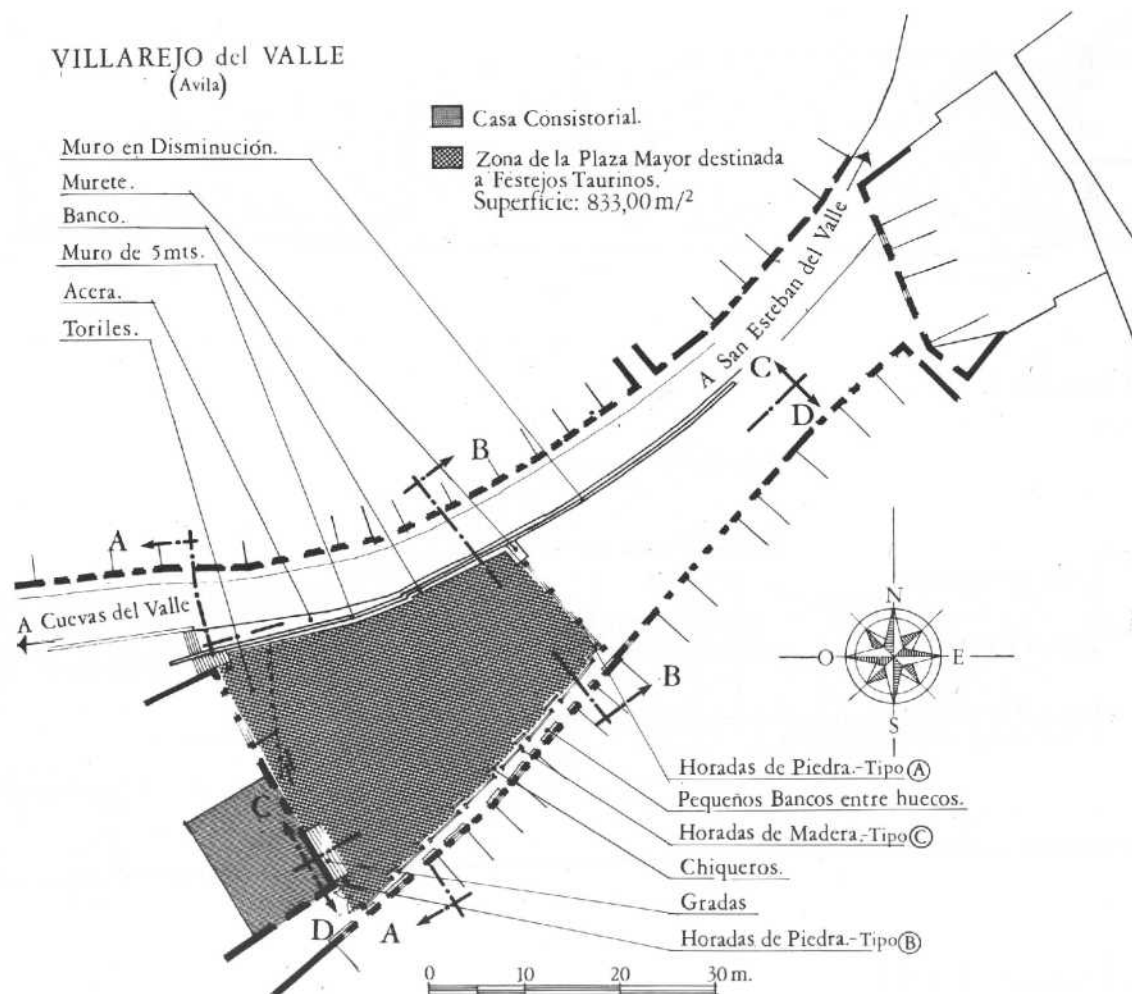 VILLAREJO del VALLE
(Avila)
Casa Consistorial.
Zona de la Plaza Mayor destinada
a Festejos Taurinos.
Superficie: 833,00 m/²
Muro en Disminución.
Murete.
Banco.
Muro de 5mts.
Acera.
Toriles.
A San Esteban del Valle
C
D
B
A
A Cuevas del Valle
B
N
O
E
S
C
D
A
Horadas de Piedra.-Tipo Ⓐ
Pequeños Bancos entre huecos.
Horadas de Madera.-Tipo Ⓒ
Chiqueros.
Gradas
Horadas de Piedra.-Tipo Ⓑ
0 10 20 30 m.